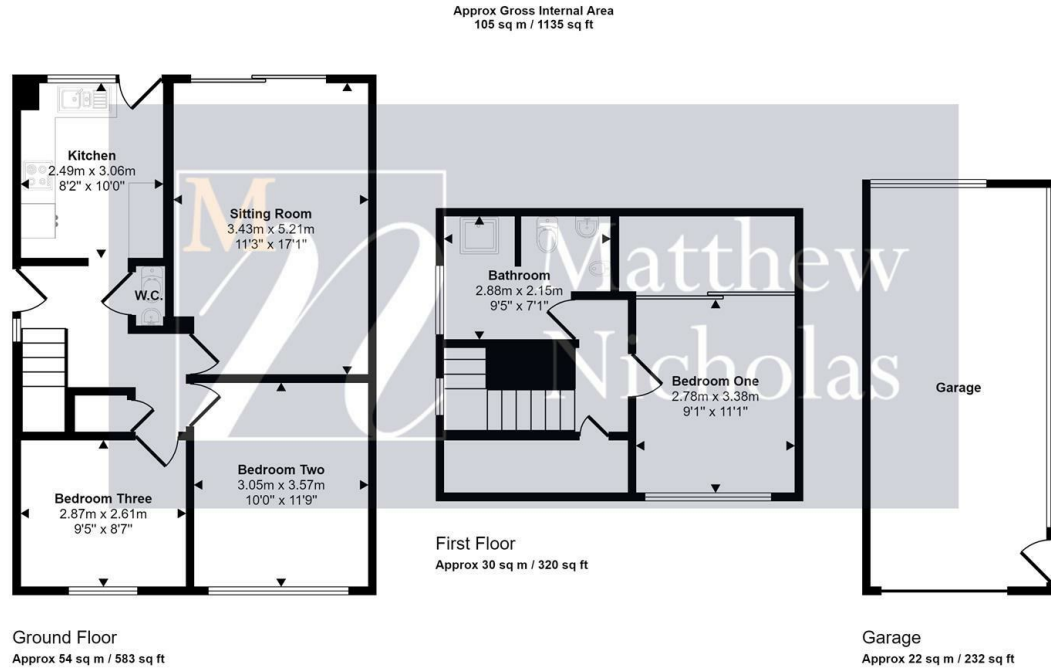 Approx Gross Internal Area
105 sq m / 1135 sq ft
Kitchen
2.49m x 3.06m
8'2" x 10'0"
Sitting Room
3.43m x 5.21m
11'3" x 17'1"
W.C.
Bedroom Three
2.87m x 2.61m
9'5" x 8'7"
Bedroom Two
3.05m x 3.57m
10'0" x 11'9"
Ground Floor
Approx 54 sq m / 583 sq ft
Bathroom
2.88m x 2.15m
9'5" x 7'1"
Bedroom One
2.78m x 3.38m
9'1" x 11'1"
First Floor
Approx 30 sq m / 320 sq ft
Garage
Garage
Approx 22 sq m / 232 sq ft
M
n
Matthew
Nicholas